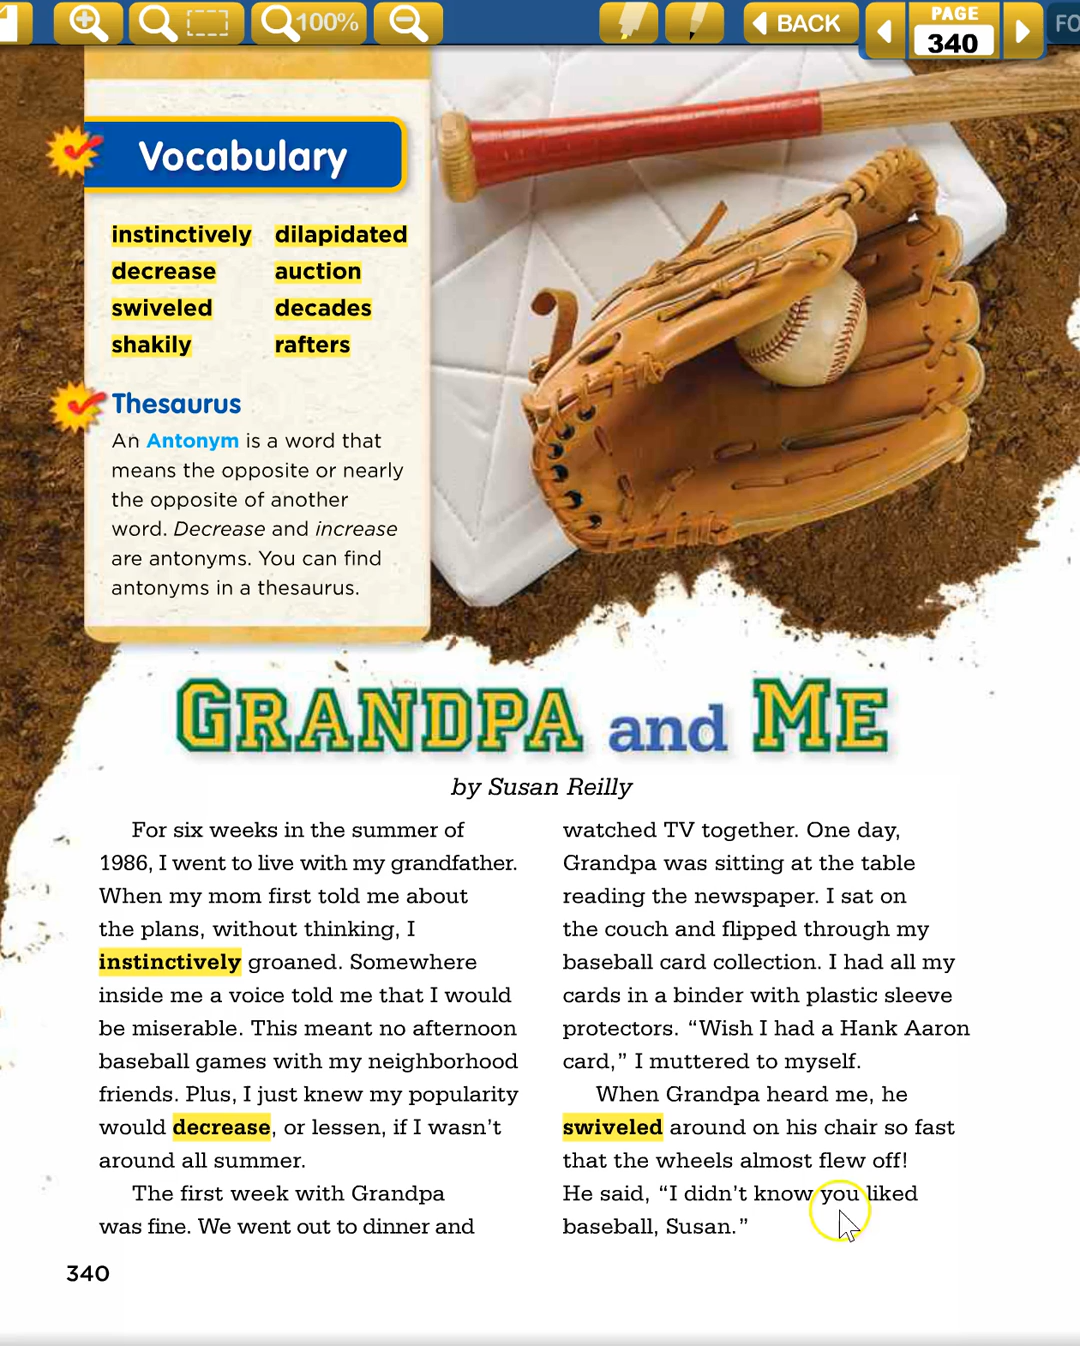 100%
BACK
PAGE
340
FO
Vocabulary
instinctively dilapidated
decrease auction
swiveled decades
shakily rafters
Thesaurus
An Antonym is a word that
means the opposite or nearly
the opposite of another
word. Decrease and increase
are antonyms. You can find
antonyms in a thesaurus.
GRANDPA and ME
by Susan Reilly
For six weeks in the summer of
1986, I went to live with my grandfather.
When my mom first told me about
the plans, without thinking, I
instinctively groaned. Somewhere
inside me a voice told me that I would
be miserable. This meant no afternoon
baseball games with my neighborhood
friends. Plus, I just knew my popularity
would decrease, or lessen, if I wasn't
around all summer.
The first week with Grandpa
was fine. We went out to dinner and
watched TV together. One day,
Grandpa was sitting at the table
reading the newspaper. I sat on
the couch and flipped through my
baseball card collection. I had all my
cards in a binder with plastic sleeve
protectors. "Wish I had a Hank Aaron
card," I muttered to myself.
When Grandpa heard me, he
swiveled around on his chair so fast
that the wheels almost flew off!
He said, "I didn't know you liked
baseball, Susan."
340